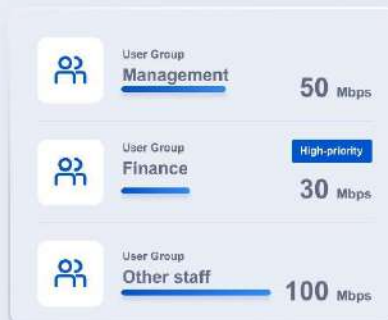 User Group
Management
50 Mbps
User Group
High-priority
Finance
30 Mbps
User Group
Other staff
100 Mbps